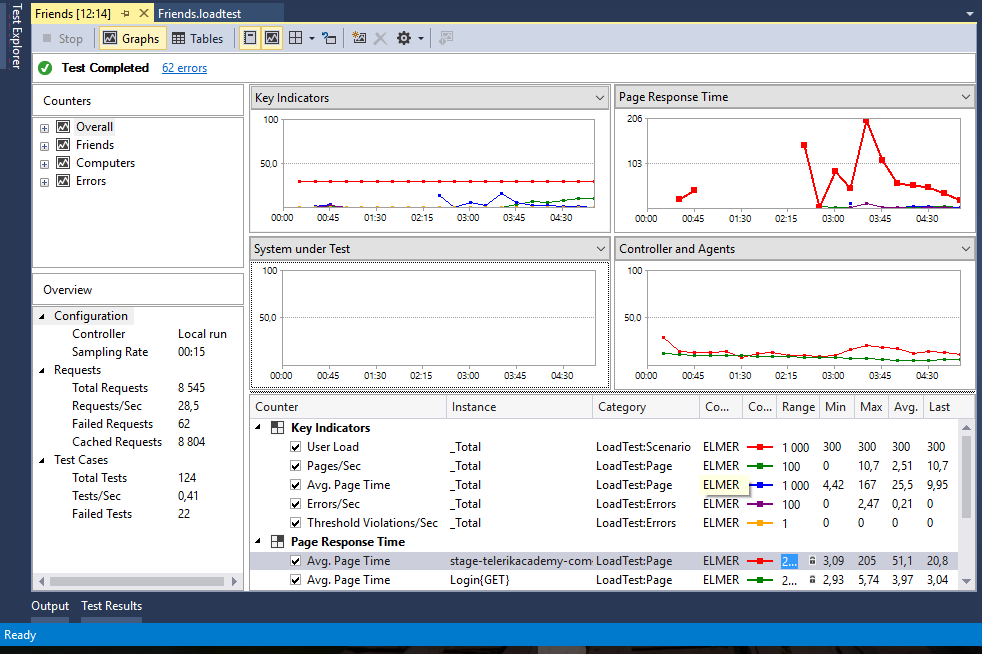 Test Explorer
Friends [12:14] Friends.loadtest
Stop Graphs Tables
Test Completed 62 errors
Counters
Overall
Friends
Computers
Errors
Overview
Configuration
Controller Local run
Sampling Rate 00:15
Requests
Total Requests 8 545
Requests/Sec 28,5
Failed Requests 62
Cached Requests 8 804
Test Cases
Total Tests 124
Tests/Sec 0,41
Failed Tests 22
Key Indicators
100
50,0
00:00 00:45 01:30 02:15 03:00 03:45 04:30
Page Response Time
206
103
00:00 00:45 01:30 02:15 03:00 03:45 04:30
System under Test
100
50,0
00:00 00:45 01:30 02:15 03:00 03:45 04:30
Controller and Agents
100
50,0
00:00 00:45 01:30 02:15 03:00 03:45 04:30
Counter Instance Category Co... Co... Range Min Max Avg. Last
Key Indicators
User Load _Total LoadTest:Scenario ELMER 1 000 300 300 300 300
Pages/Sec _Total LoadTest:Page ELMER 100 0 10,7 2,51 10,7
Avg. Page Time _Total LoadTest:Page ELMER 1 000 4,42 167 25,5 9,95
Errors/Sec _Total LoadTest:Errors ELMER 100 0 2,47 0,21 0
Threshold Violations/Sec _Total LoadTest:Errors ELMER 1 0 0 0 0
Page Response Time
Avg. Page Time stage-telerikacademy-com LoadTest:Page ELMER 2... 3,09 205 51,1 20,8
Avg. Page Time Login{GET} LoadTest:Page ELMER 2... 2,93 5,74 3,97 3,04
Output Test Results
Ready